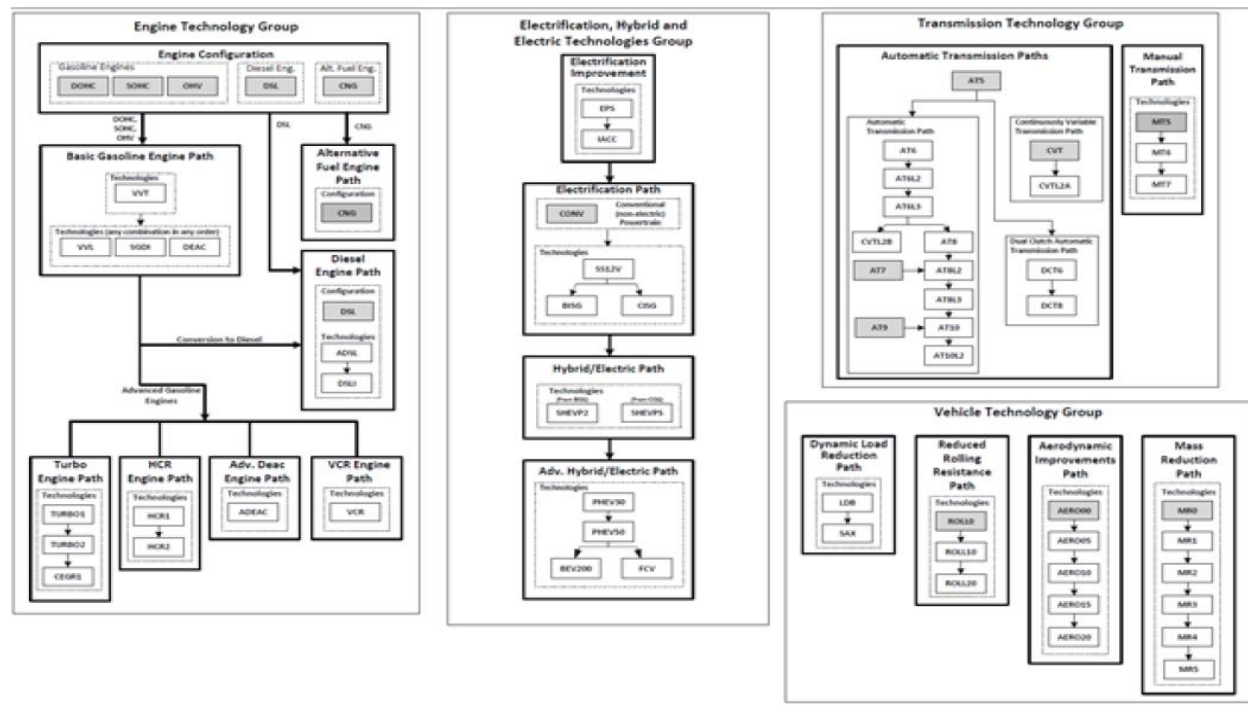 Engine Technology Group
Engine Configuration
Gasoline Engines
Diesel Eng.
Alt. Fuel Eng.
DOHC
SOHC
OHV
DSL
CNG
DOHC,
SOHC,
OHV
DSL
CNG
Basic Gasoline Engine Path
Technologies
VVT
Technologies (any combination in any order)
VVL
SGDI
DEAC
Alternative
Fuel Engine
Path
Configuration
CNG
Diesel
Engine Path
Configuration
DSL
Technologies
ADSL
DSLI
Conversion to Diesel
Advanced Gasoline
Engines
Turbo
Engine Path
Technologies
TURBO1
TURBO2
CEGR1
HCR
Engine Path
Technologies
HCR1
HCR2
Adv. Deac
Engine Path
Technologies
ADEAC
VCR Engine
Path
Technologies
VCR
Electrification, Hybrid and
Electric Technologies Group
Electrification
Improvement
Technologies
EPS
IACC
Electrification Path
CONV
Conventional
(non-electric)
Powertrain
Technologies
SS12V
BISG
CISG
Hybrid/Electric Path
Technologies
(From BISG)
(From CISG)
SHEVP2
SHEVPS
Adv. Hybrid/Electric Path
Technologies
PHEV30
PHEV50
BEV200
FCV
Transmission Technology Group
Automatic Transmission Paths
AT5
Automatic
Transmission Path
AT6
AT6L2
AT6L3
CVTL2B
AT8
AT7
AT8L2
AT8L3
AT9
AT10
AT10L2
Continuously Variable
Transmission Path
CVT
CVTL2A
Dual Clutch Automatic
Transmission Path
DCT6
DCT8
Manual
Transmission
Path
Technologies
MT5
MT6
MT7
Vehicle Technology Group
Dynamic Load
Reduction
Path
Technologies
LDB
SAX
Reduced
Rolling
Resistance
Path
Technologies
ROLL0
ROLL10
ROLL20
Aerodynamic
Improvements
Path
Technologies
AERO00
AERO05
AERO10
AERO15
AERO20
Mass
Reduction
Path
Technologies
MR0
MR1
MR2
MR3
MR4
MR5